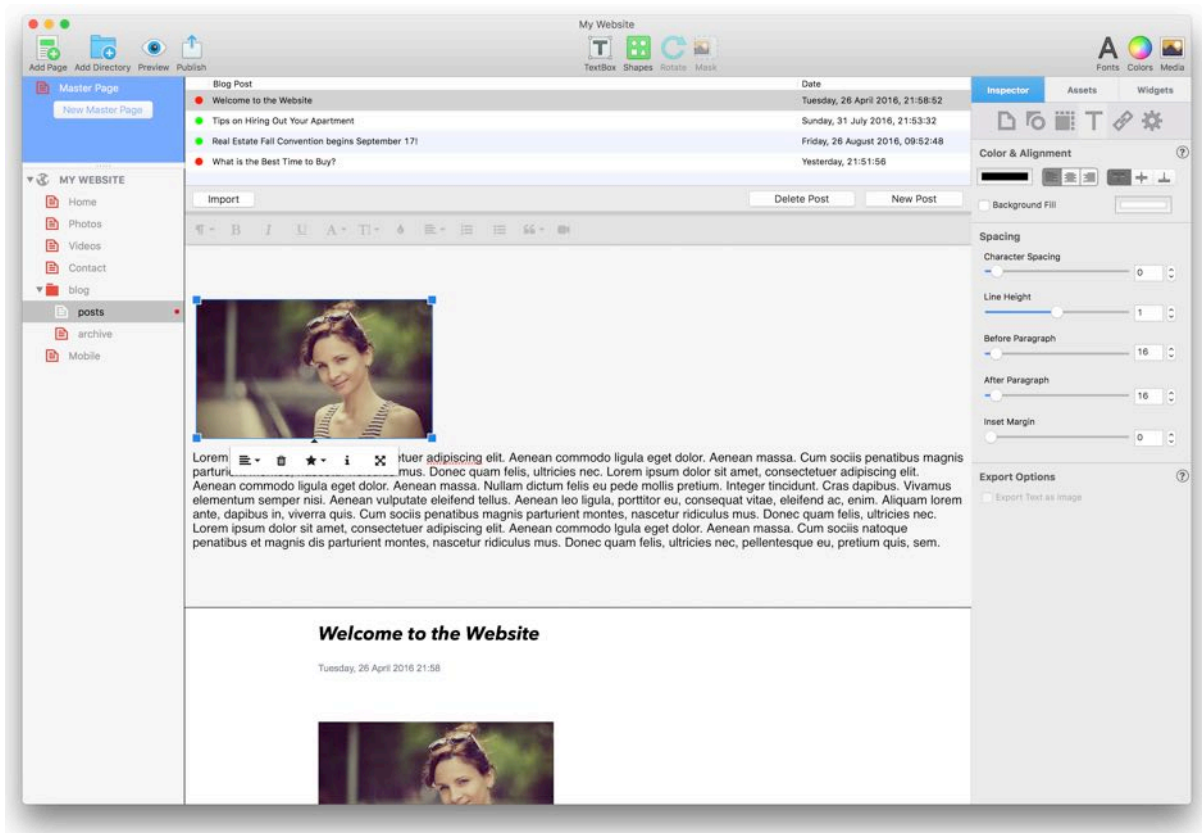 My Website
Add Page Add Directory Preview Publish
TextBox Shapes Rotate Mask
Fonts Colors Media
Master Page
New Master Page
MY WEBSITE
Home
Photos
Videos
Contact
blog
posts
archive
Mobile
Blog Post Date
Welcome to the Website Tuesday, 26 April 2016, 21:58:52
Tips on Hiring Out Your Apartment Sunday, 31 July 2016, 21:53:32
Real Estate Fall Convention begins September 17! Friday, 26 August 2016, 09:52:48
What is the Best Time to Buy? Yesterday, 21:51:56
Import Delete Post New Post
B I U A TI
Lorem etuer adipiscing elit. Aenean commodo ligula eget dolor. Aenean massa. Cum sociis penatibus magnis
parturi mus. Donec quam felis, ultricies nec. Lorem ipsum dolor sit amet, consectetuer adipiscing elit.
Aenean commodo ligula eget dolor. Aenean massa. Nullam dictum felis eu pede mollis pretium. Integer tincidunt. Cras dapibus. Vivamus
elementum semper nisi. Aenean vulputate eleifend tellus. Aenean leo ligula, porttitor eu, consequat vitae, eleifend ac, enim. Aliquam lorem
ante, dapibus in, viverra quis. Cum sociis penatibus magnis parturient montes, nascetur ridiculus mus. Donec quam felis, ultricies nec.
Lorem ipsum dolor sit amet, consectetuer adipiscing elit. Aenean commodo lgula eget dolor. Aenean massa. Cum sociis natoque
penatibus et magnis dis parturient montes, nascetur ridiculus mus. Donec quam felis, ultricies nec, pellentesque eu, pretium quis, sem.
Welcome to the Website
Tuesday, 26 April 2016 21:58
Inspector Assets Widgets
Color & Alignment ?
Background Fill
Spacing
Character Spacing
0
Line Height
1
Before Paragraph
16
After Paragraph
16
Inset Margin
0
Export Options ?
Export Text as image